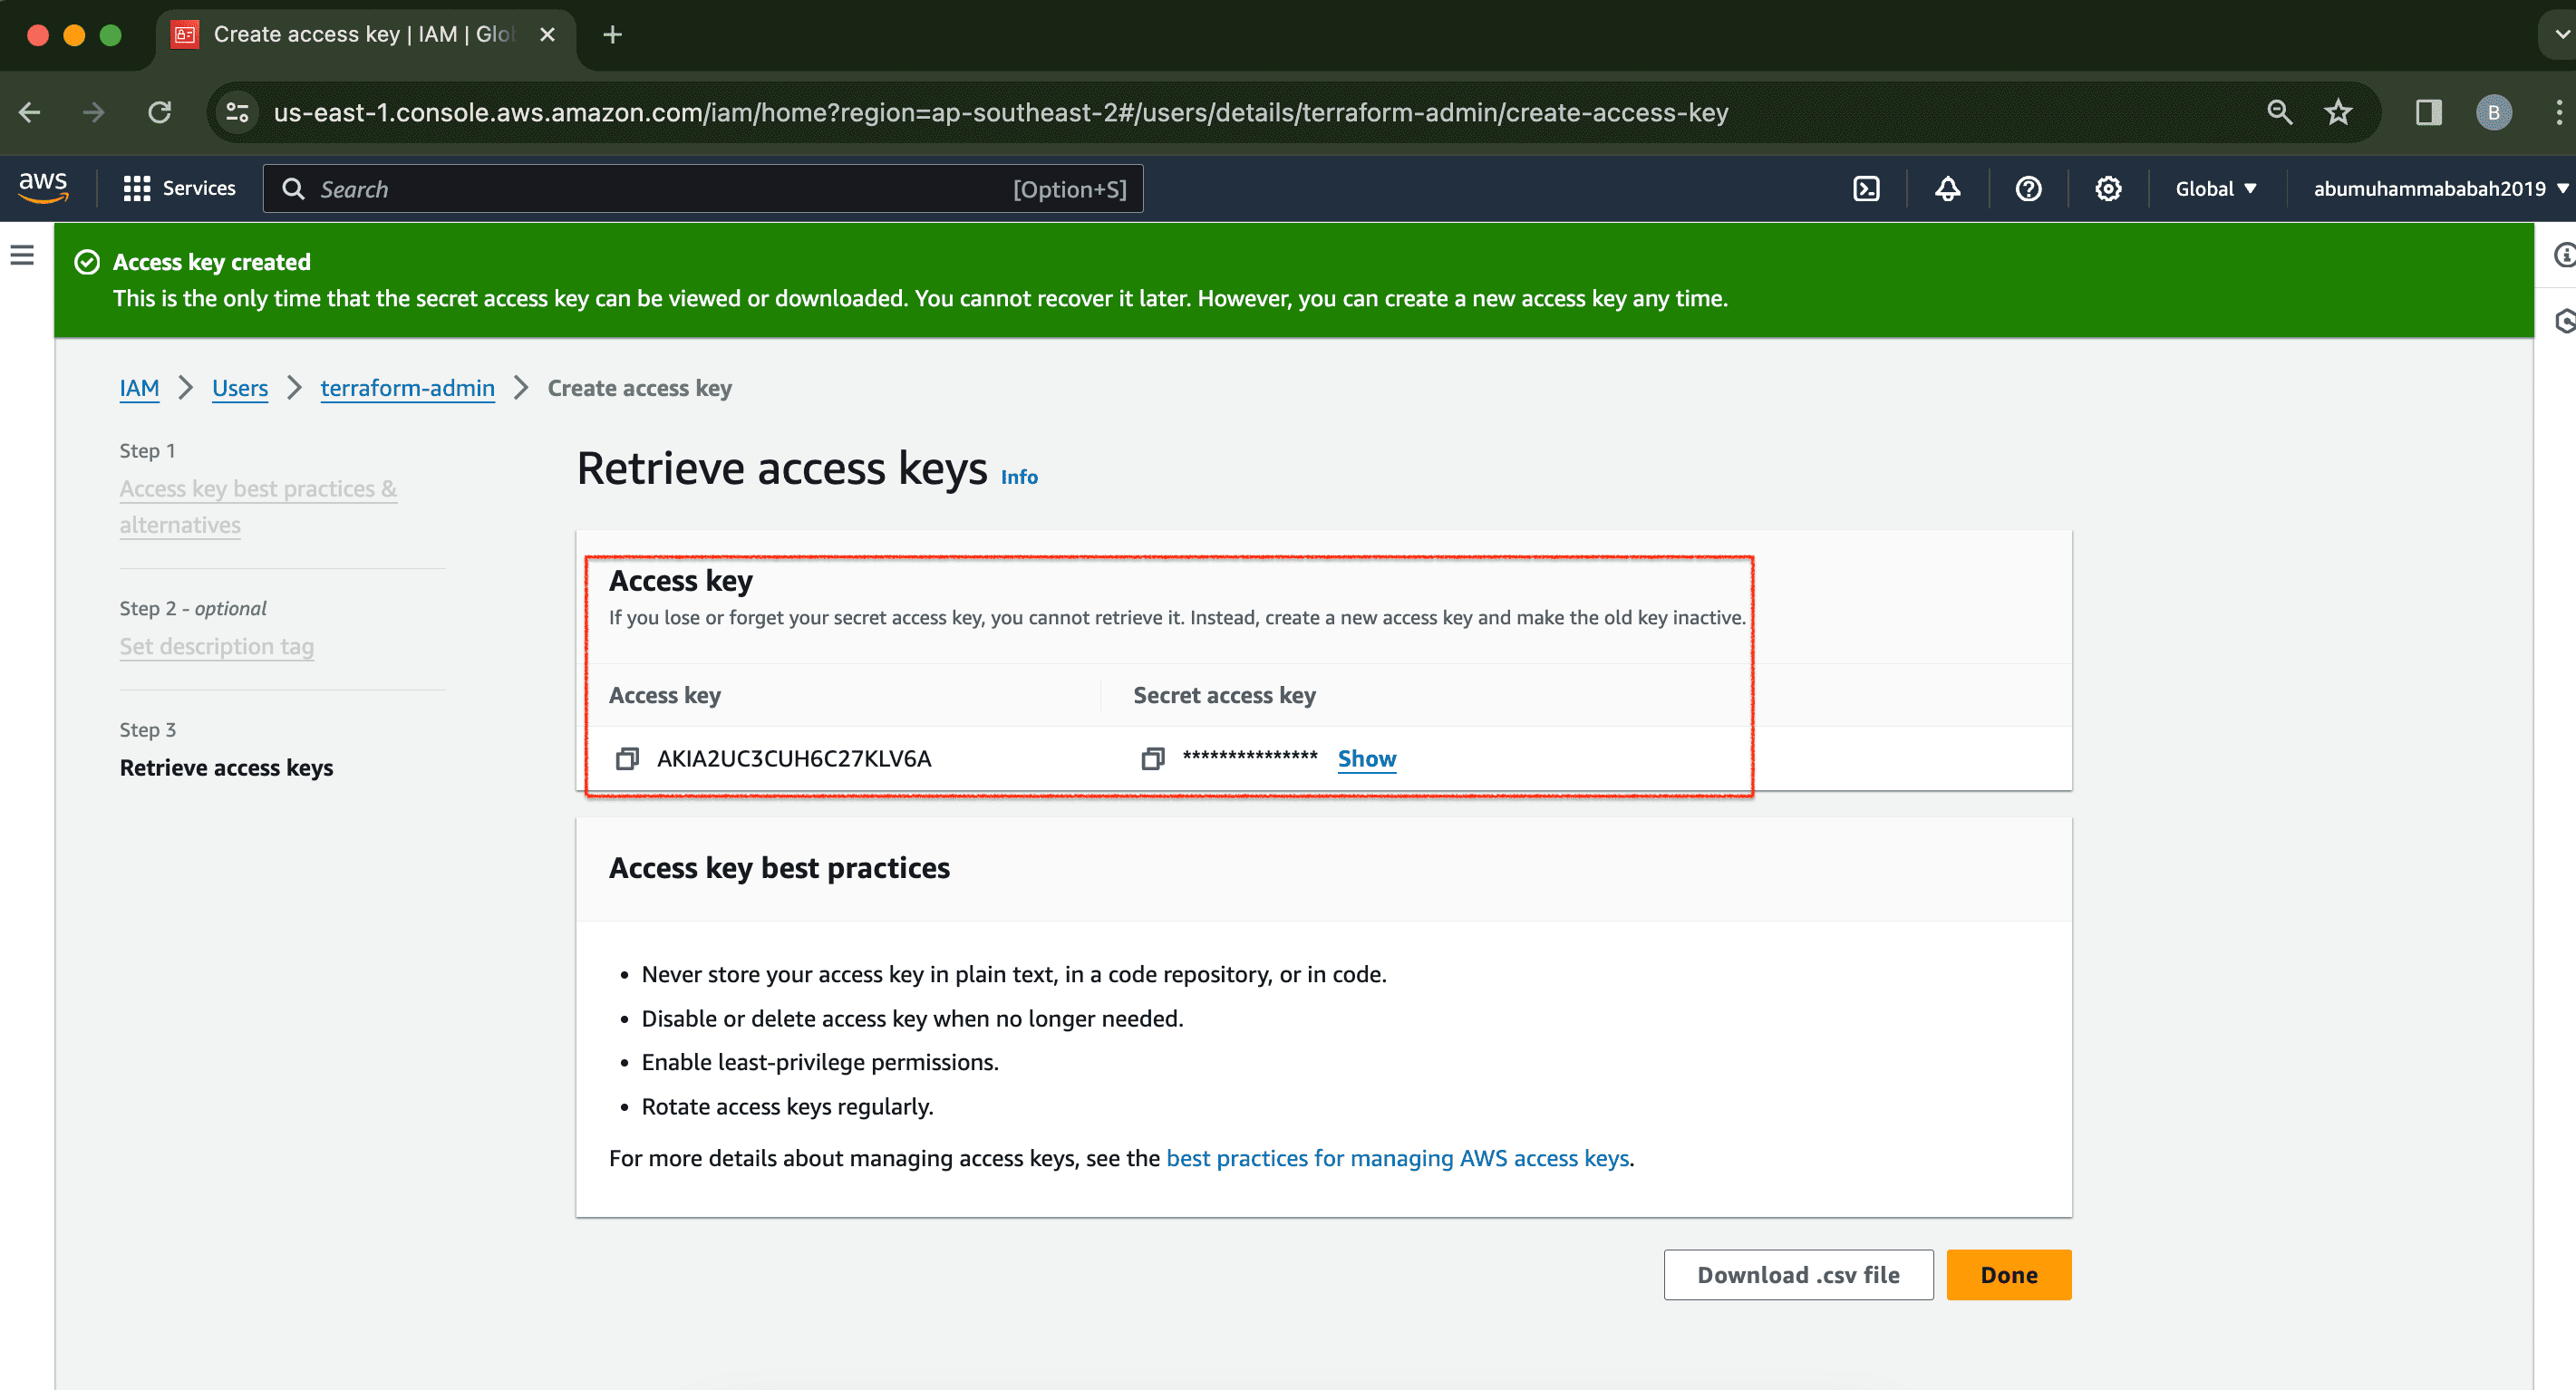 Create access key | IAM | Glo
us-east-1.console.aws.amazon.com/iam/home?region=ap-southeast-2#/users/details/terraform-admin/create-access-key
B
aws
Services
Search
[Option+S]
Global
abumuhammababah2019
Access key created
This is the only time that the secret access key can be viewed or downloaded. You cannot recover it later. However, you can create a new access key any time.
IAM
Users
terraform-admin
Create access key
Step 1
Access key best practices &
alternatives
Step 2 - optional
Set description tag
Step 3
Retrieve access keys
Retrieve access keys Info
Access key
If you lose or forget your secret access key, you cannot retrieve it. Instead, create a new access key and make the old key inactive.
Access key
Secret access key
AKIA2UC3CUH6C27KLV6A
*************** Show
Access key best practices
• Never store your access key in plain text, in a code repository, or in code.
• Disable or delete access key when no longer needed.
• Enable least-privilege permissions.
• Rotate access keys regularly.
For more details about managing access keys, see the best practices for managing AWS access keys.
Download .csv file
Done